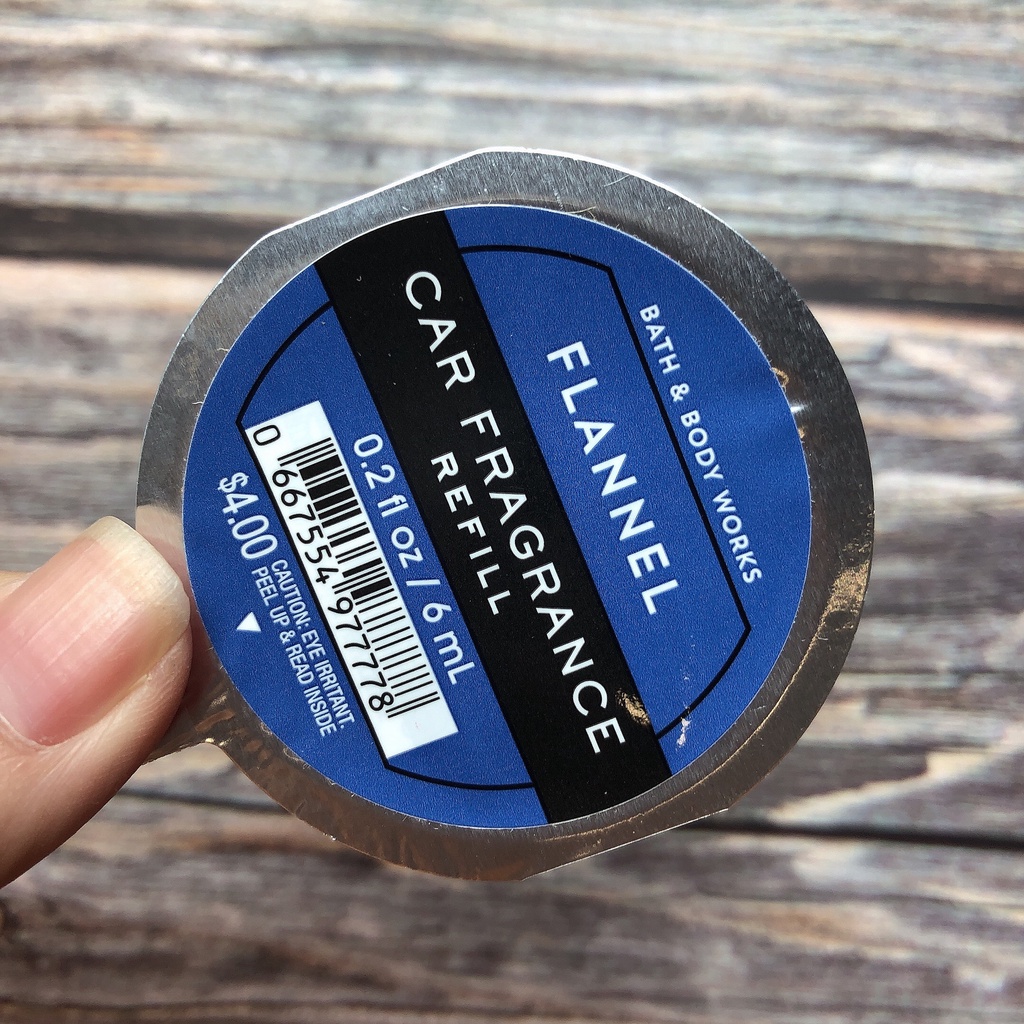 BATH & BODY WORKS
FLANNEL
CAR FRAGRANCE
REFILL
0.2 fl oz / 6 mL
0 667554 977778
$4.00
CAUTION: EYE IRRITANT.
PEEL UP & READ INSIDE